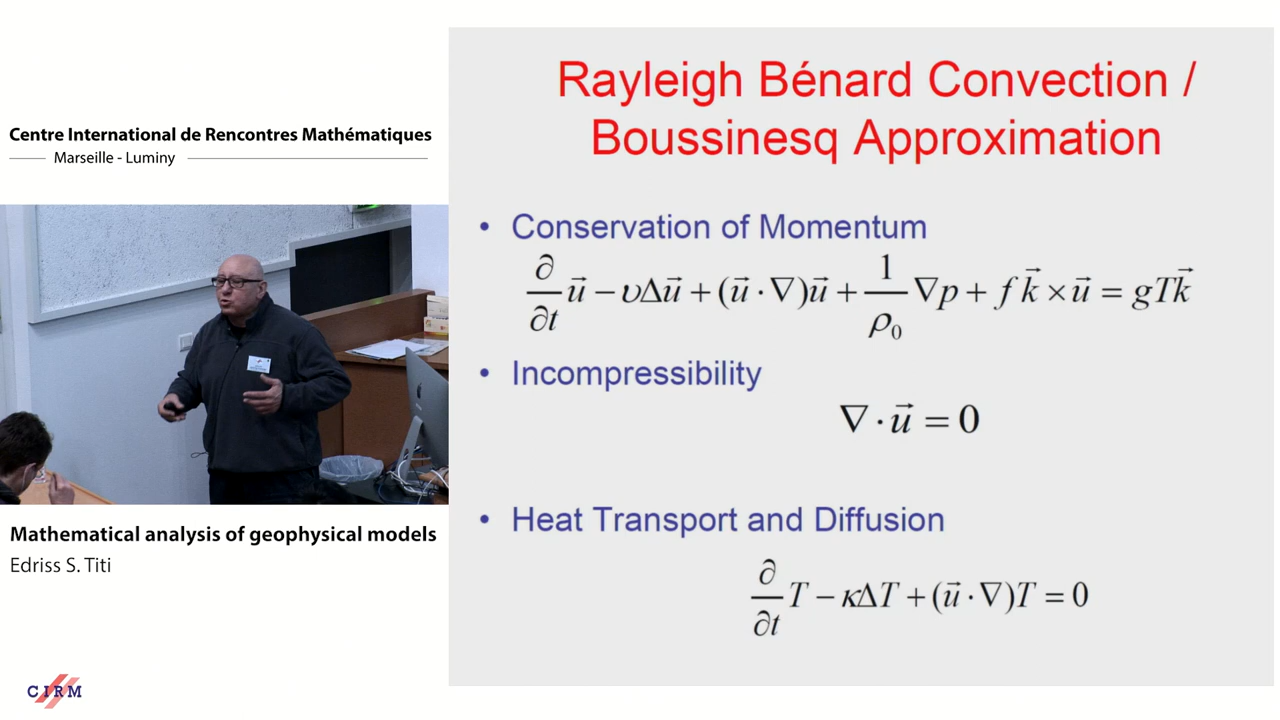 Centre International de Rencontres Mathématiques
Marseille - Luminy
Mathematical analysis of geophysical models
Edriss S. Titi
CIRM
Rayleigh Bénard Convection /
Boussinesq Approximation
• Conservation of Momentum
∂/∂t u⃗ − υΔu⃗ + (u⃗ · ∇)u⃗ + 1/ρ₀ ∇p + f k⃗ × u⃗ = gTk⃗
• Incompressibility
∇ · u⃗ = 0
• Heat Transport and Diffusion
∂/∂t T − κΔT + (u⃗ · ∇)T = 0